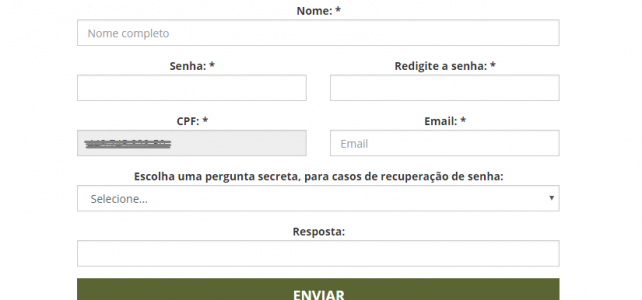 Nome: *
Nome completo
Senha: *
Redigite a senha: *
CPF: *
Email: *
Email
Escolha uma pergunta secreta, para casos de recuperação de senha:
Selecione...
Resposta:
ENVIAR